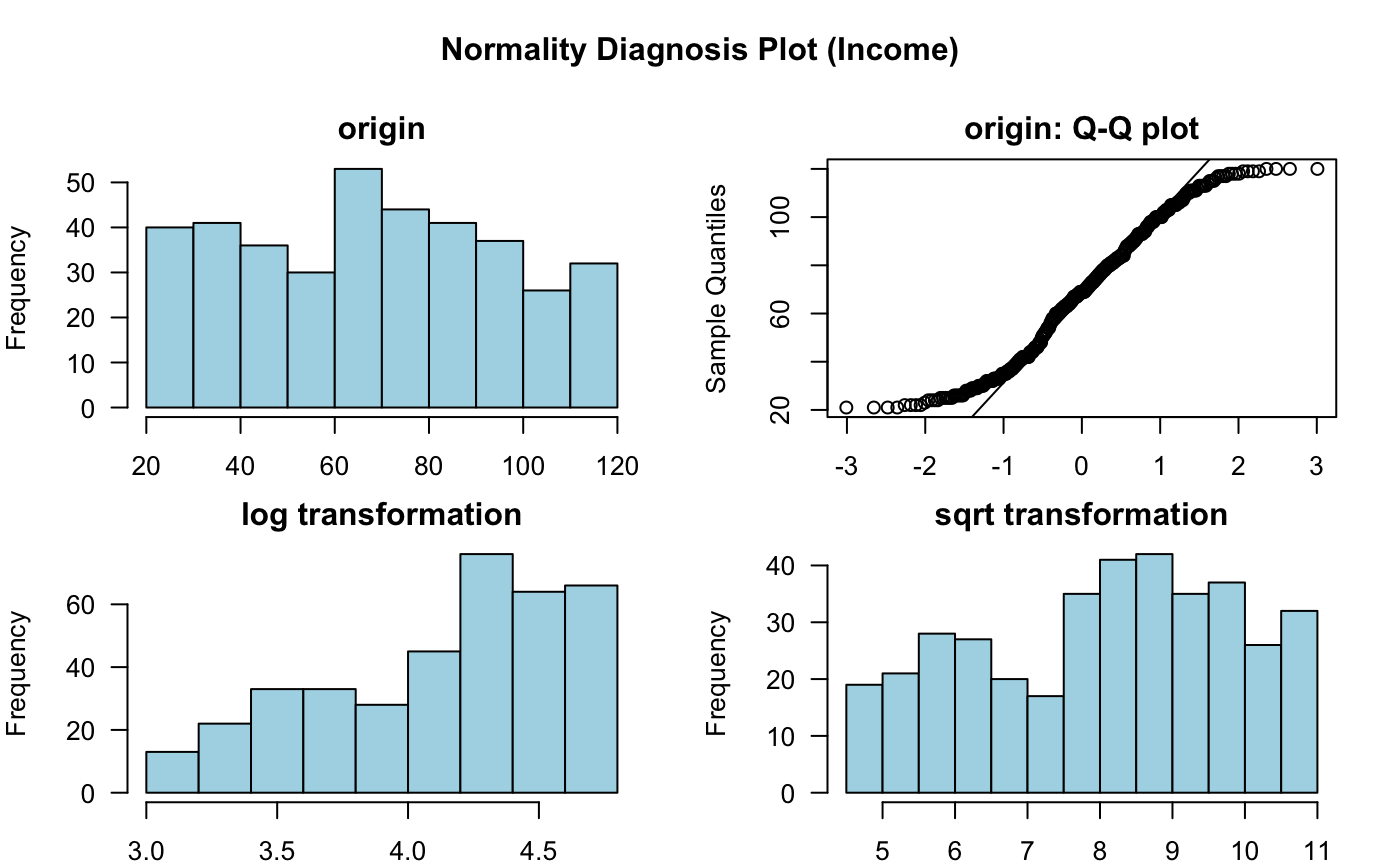 Normality Diagnosis Plot (Income)
origin
Frequency
50
40
30
20
10
0
20 40 60 80 100 120
origin: Q-Q plot
Sample Quantiles
100
60
20
-3 -2 -1 0 1 2 3
log transformation
Frequency
60
40
20
0
3.0 3.5 4.0 4.5
sqrt transformation
Frequency
40
30
20
10
0
5 6 7 8 9 10 11